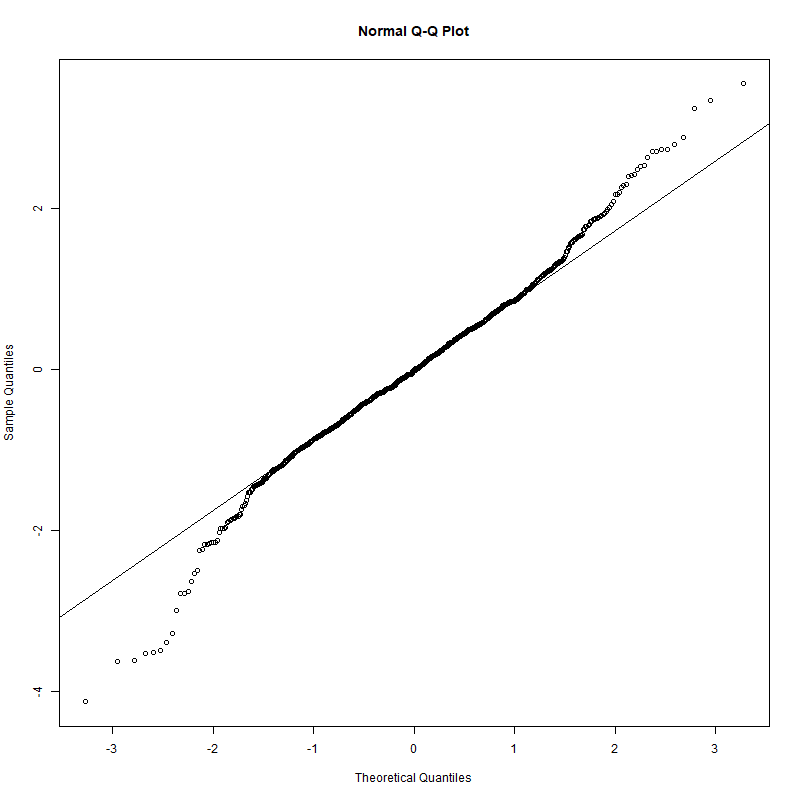 Normal Q-Q Plot
Sample Quantiles
2
0
-2
-4
-3 -2 -1 0 1 2 3
Theoretical Quantiles